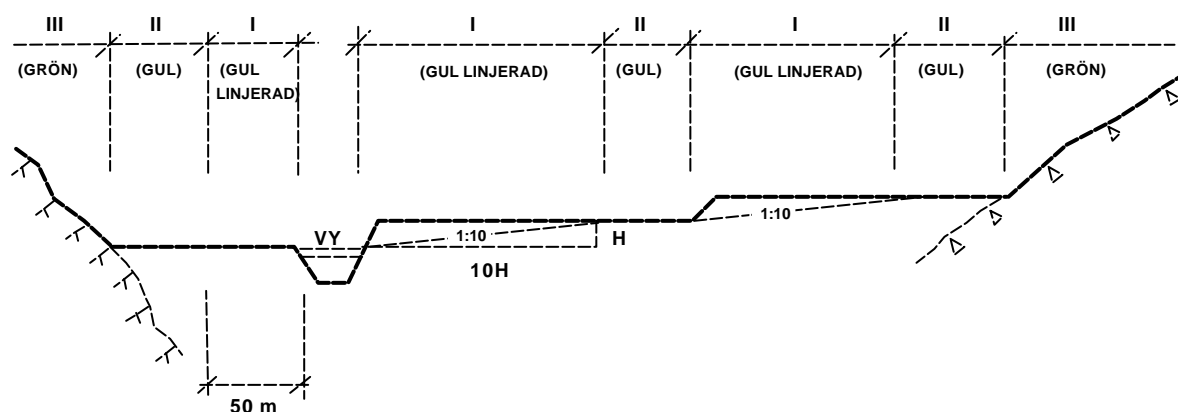 III II I I II I II III
(GRÖN) (GUL) (GUL LINJERAD) (GUL LINJERAD) (GUL) (GUL LINJERAD) (GUL) (GRÖN)
1:10
VY 1:10 H
10H
50 m